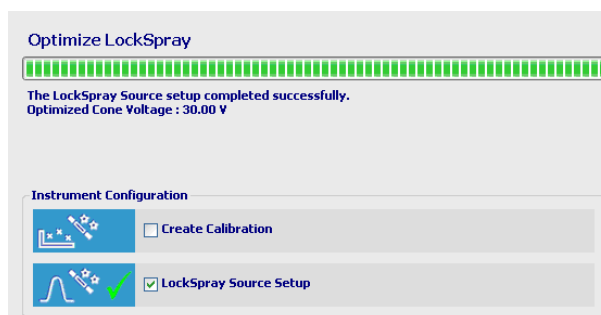 Optimize LockSpray
The LockSpray Source setup completed successfully.
Optimized Cone Voltage : 30.00 V
Instrument Configuration
Create Calibration
LockSpray Source Setup